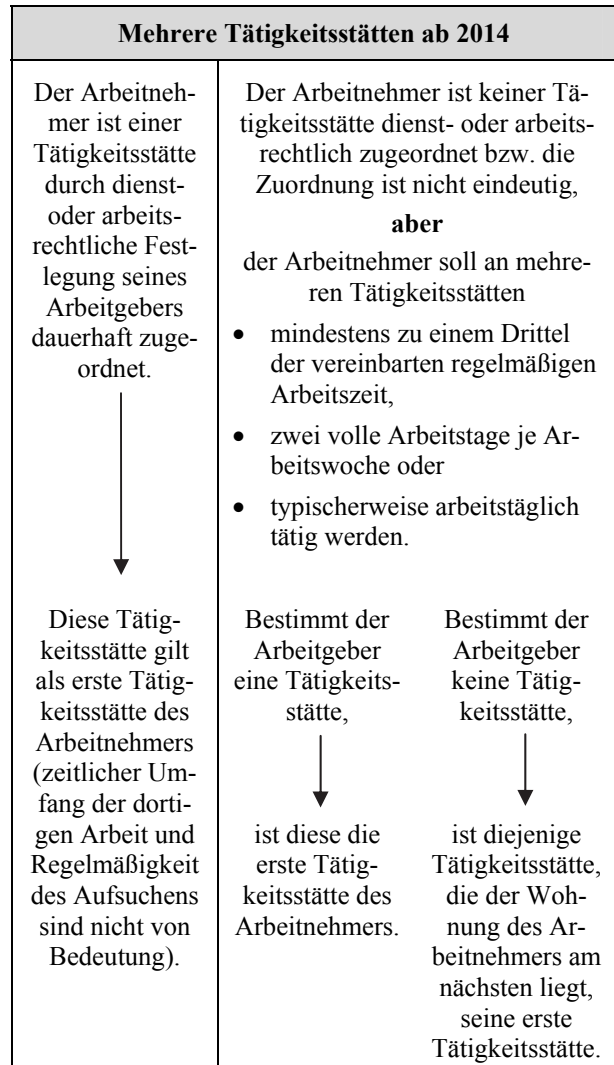 Mehrere Tätigkeitsstätten ab 2014
Der Arbeitneh-
mer ist einer
Tätigkeitsstätte
durch dienst-
oder arbeits-
rechtliche Fest-
legung seines
Arbeitgebers
dauerhaft zuge-
ordnet.
Diese Tätig-
keitsstätte gilt
als erste Tätig-
keitsstätte des
Arbeitnehmers
(zeitlicher Um-
fang der dorti-
gen Arbeit und
Regelmäßigkeit
des Aufsuchens
sind nicht von
Bedeutung).
Der Arbeitnehmer ist keiner Tä-
tigkeitsstätte dienst- oder arbeits-
rechtlich zugeordnet bzw. die
Zuordnung ist nicht eindeutig,
aber
der Arbeitnehmer soll an mehre-
ren Tätigkeitsstätten
• mindestens zu einem Drittel
der vereinbarten regelmäßigen
Arbeitszeit,
• zwei volle Arbeitstage je Ar-
beitswoche oder
• typischerweise arbeitstäglich
tätig werden.
Bestimmt der
Arbeitgeber
eine Tätigkeits-
stätte,
ist diese die
erste Tätig-
keitsstätte des
Arbeitnehmers.
Bestimmt der
Arbeitgeber
keine Tätig-
keitsstätte,
ist diejenige
Tätigkeitsstätte,
die der Woh-
nung des Ar-
beitnehmers am
nächsten liegt,
seine erste
Tätigkeitsstätte.